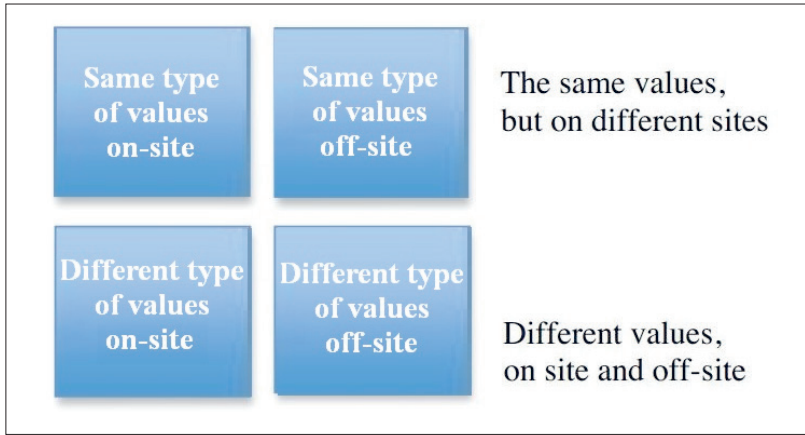 Same type
of values
on-site
Same type
of values
off-site
The same values,
but on different sites
Different type
of values
on-site
Different type
of values
off-site
Different values,
on site and off-site